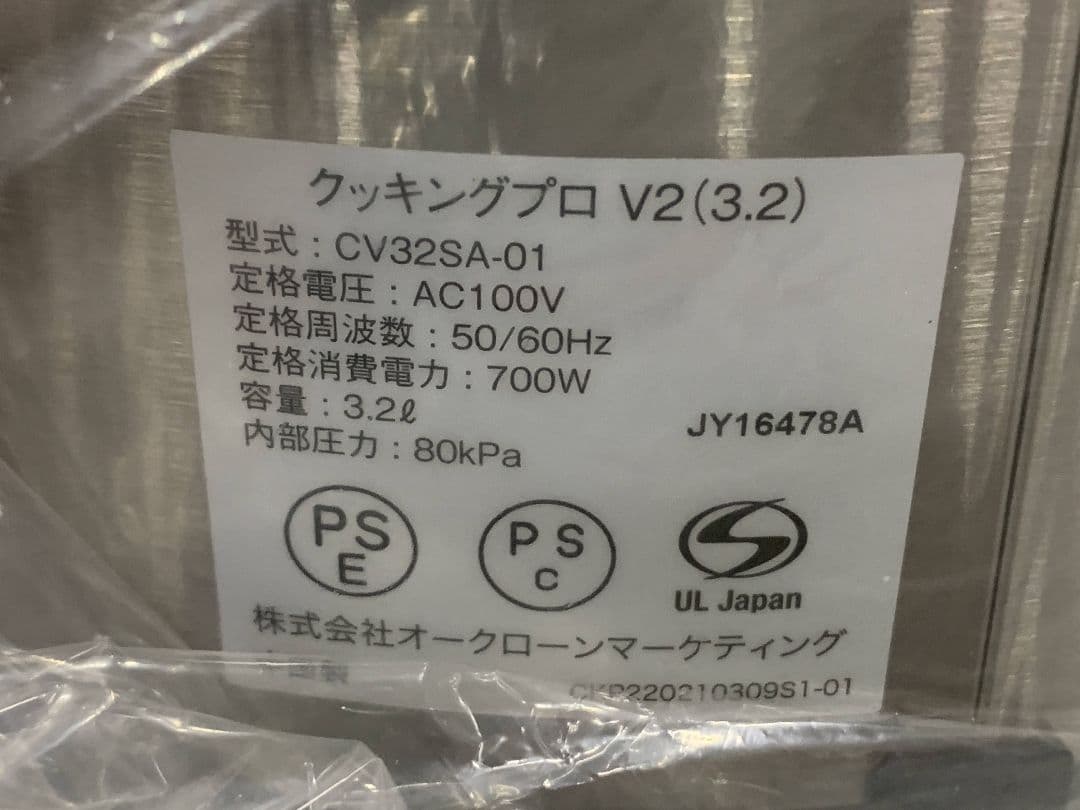 クッキングプロ V2(3.2)
型式：CV32SA-01
定格電圧：AC100V
定格周波数：50/60Hz
定格消費電力：700W
容量：3.2ℓ
内部圧力：80kPa
JY16478A
PS
E
PS
C
UL Japan
株式会社オークローンマーケティング
中国製
CKP220210309S1-01